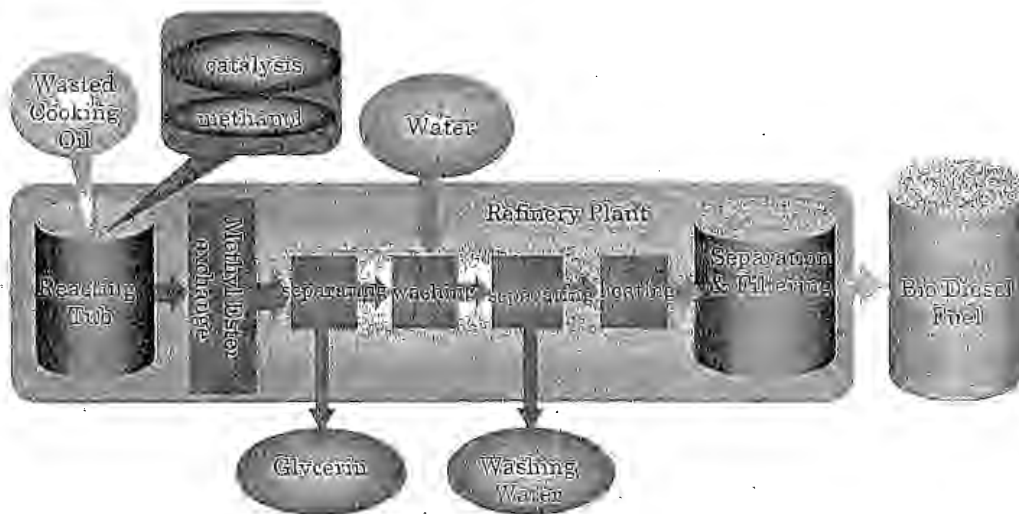 catalysis
methanol
Wasted
Cooking
Oil
Water
Refinery Plant
Reacting
Tub
Methyl Ester
exchange
separating
washing
separating
heating
Separation
& filtering
Bio Diesel
Fuel
Glycerin
Washing
Water